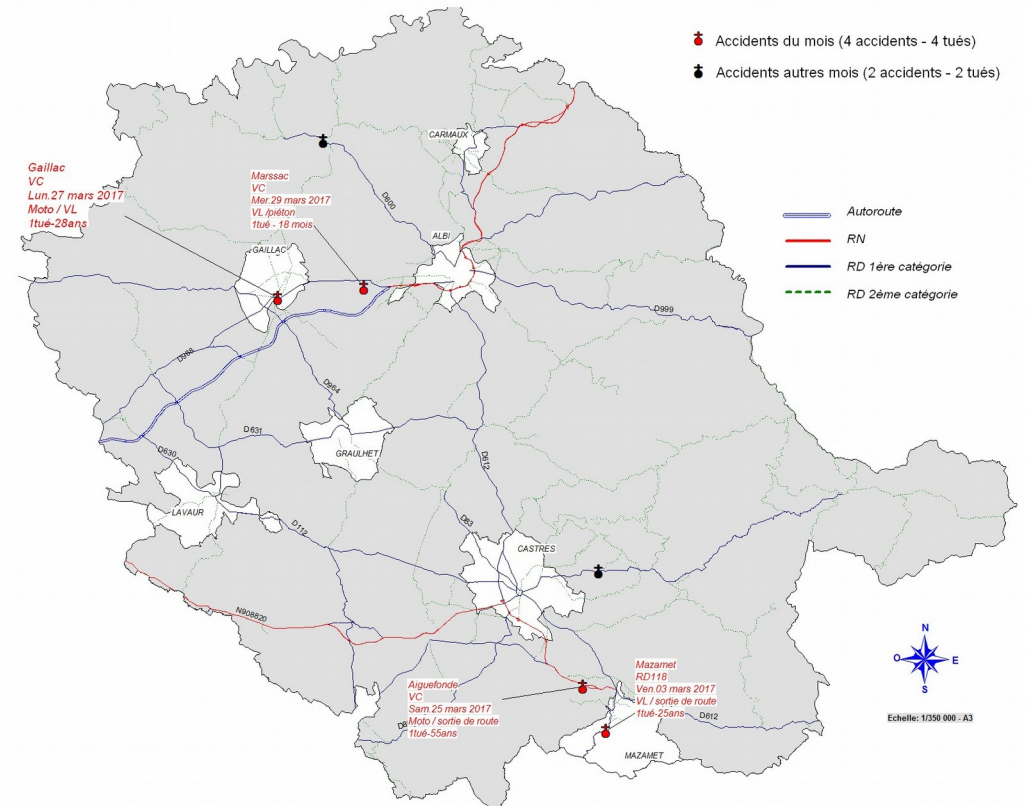 Accidents du mois (4 accidents - 4 tués)
Accidents autres mois (2 accidents - 2 tués)
CARMAUX
Gaillac
VC
Lun.27 mars 2017
Moto / VL
1tué-28ans
Marssac
VC
Mer.29 mars 2017
VL /piéton
1tué - 18 mois
D600
Autoroute
RN
RD 1ère catégorie
RD 2ème catégorie
ALBI
GAILLAC
D999
D988
D964
D631
GRAULHET
D630
D612
LAVAUR
D112
D83
CASTRES
N908820
N
O
E
S
Mazamet
RD118
Ven.03 mars 2017
VL / sortie de route
1tué-25ans
Aiguefonde
VC
Sam.25 mars 2017
Moto / sortie de route
1tué-55ans
D612
MAZAMET
Echelle: 1/350 000 - A3